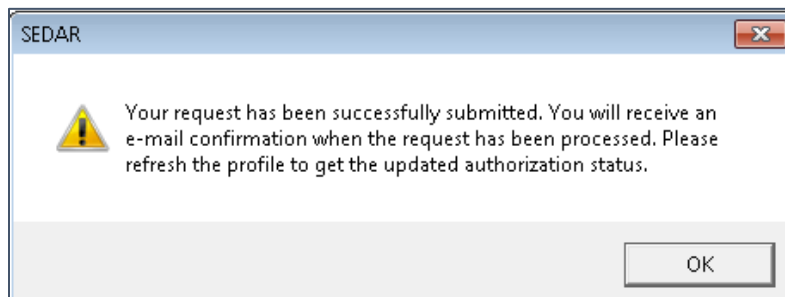 SEDAR
Your request has been successfully submitted. You will receive an
e-mail confirmation when the request has been processed. Please
refresh the profile to get the updated authorization status.
OK